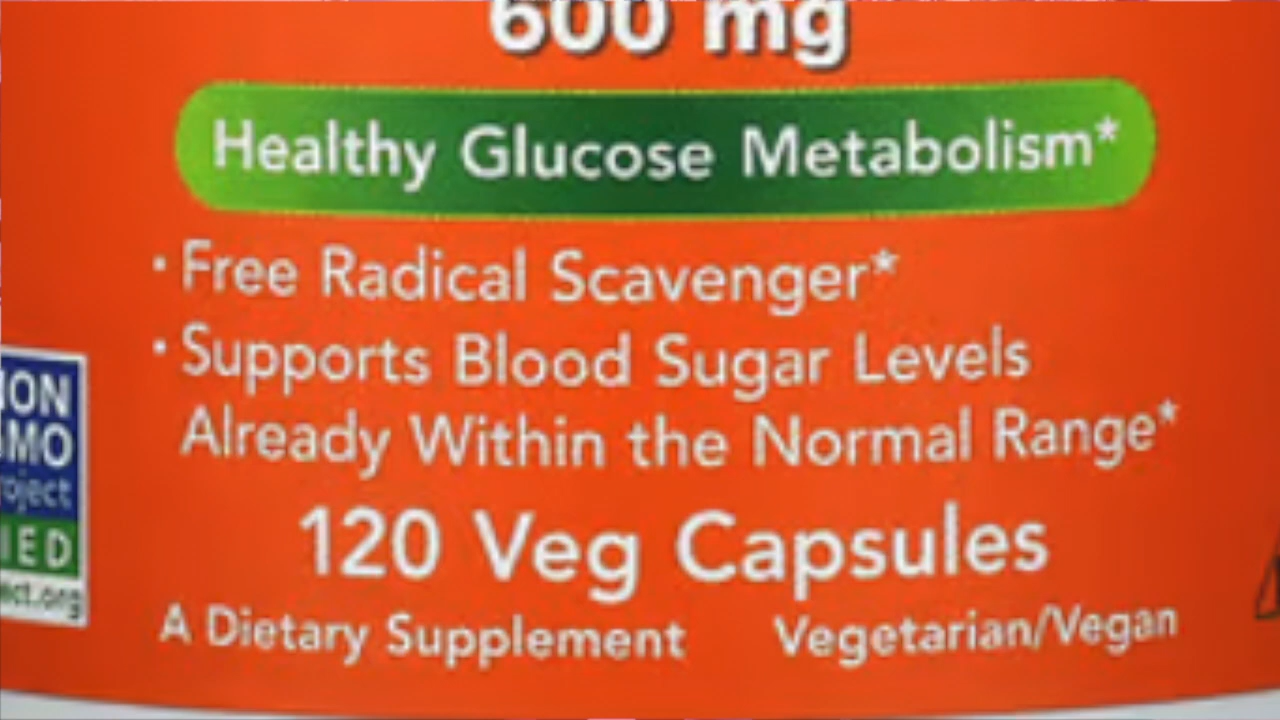 600 mg
Healthy Glucose Metabolism*
· Free Radical Scavenger*
· Supports Blood Sugar Levels
Already Within the Normal Range*
120 Veg Capsules
A Dietary Supplement Vegetarian/Vegan